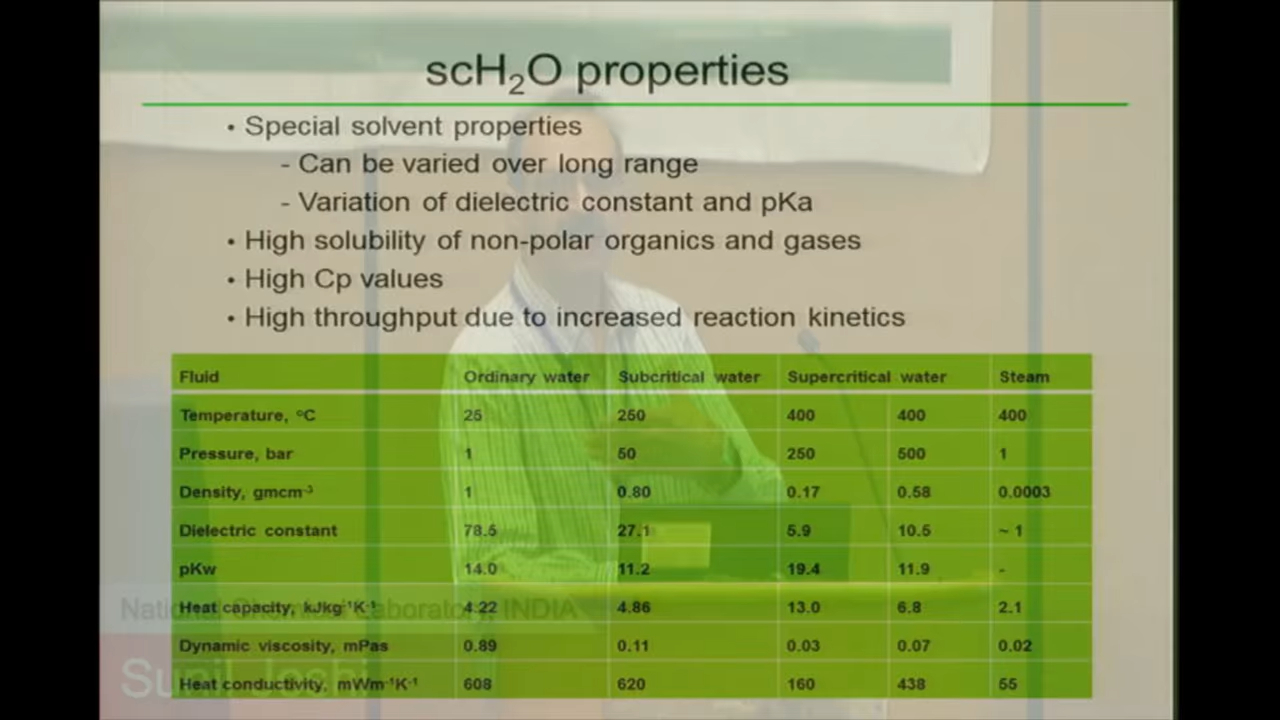 scH₂O properties
• Special solvent properties
- Can be varied over long range
- Variation of dielectric constant and pKa
• High solubility of non-polar organics and gases
• High Cp values
• High throughput due to increased reaction kinetics
Fluid Ordinary water Subcritical water Supercritical water Steam
Temperature, ºC 25 250 400 400 400
Pressure, bar 1 50 250 500 1
Density, gmcm⁻³ 1 0.80 0.17 0.58 0.0003
Dielectric constant 78.5 27.1 5.9 10.5 ~ 1
pKw 14.0 11.2 19.4 11.9 -
Heat capacity, kJkg⁻¹K⁻¹ 4.22 4.86 13.0 6.8 2.1
Dynamic viscosity, mPas 0.89 0.11 0.03 0.07 0.02
Heat conductivity, mWm⁻¹K⁻¹ 608 620 160 438 55
National Chemical Laboratory, INDIA
Sunil Joshi